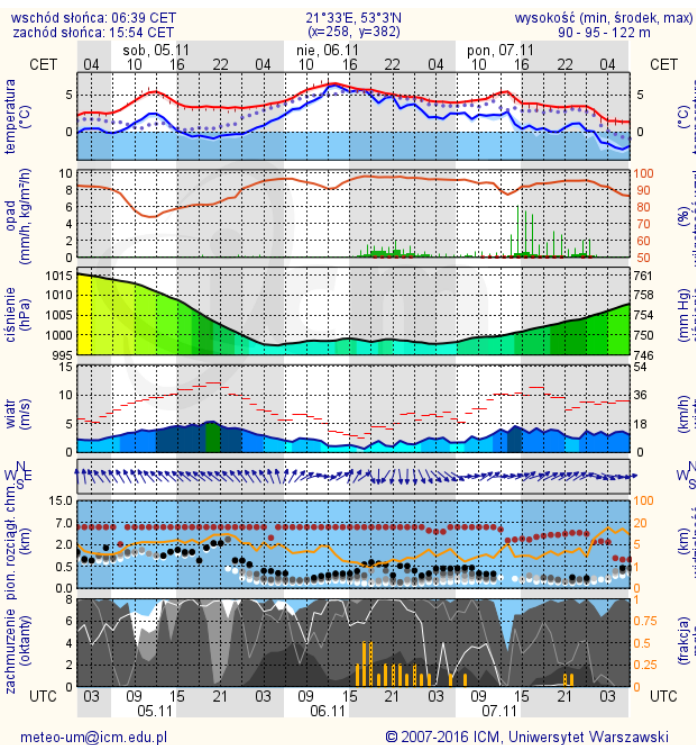 wschód słońca: 06:39 CET 21°33'E, 53°3'N wysokość (min, środek, max)
zachód słońca: 15:54 CET (x=258, y=382) 90 - 95 - 122 m
sob, 05.11 nie, 06.11 pon, 07.11
CET 04 10 16 22 04 10 16 22 04 10 16 22 04 CET
temperatura (°C)
5
0
5
0
(°C)
opad (mm/h, kg/m²/h)
10
8
6
4
2
0
100
90
80
70
60
50
(%)
ciśnienie (hPa)
1015
1010
1005
1000
995
761
758
754
750
746
(mm Hg)
wiatr (m/s)
15
10
5
0
54
36
18
0
(km/h)
N
W E
S
N
W
S
pion. rozciągł. chm. (km)
15.0
7.0
2.0
0.5
0.0
100
20
5
1
0
(km)
zachmurzenie (oktanty)
8
6
4
2
0
1
0.75
0.5
0.25
0
(frakcja)
UTC 03 09 15 21 03 09 15 21 03 09 15 21 03 UTC
05.11 06.11 07.11
meteo-um@icm.edu.pl © 2007-2016 ICM, Uniwersytet Warszawski